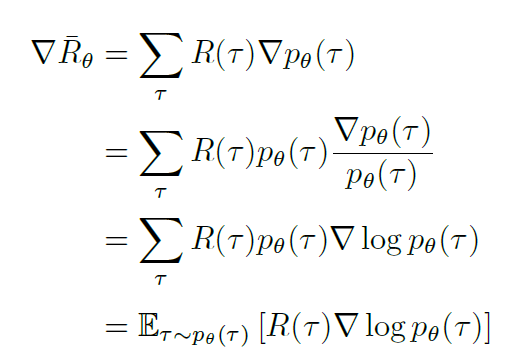 ∇R̄_θ = ∑_τ R(τ)∇p_θ(τ)
= ∑_τ R(τ)p_θ(τ) ∇p_θ(τ)/p_θ(τ)
= ∑_τ R(τ)p_θ(τ)∇ log p_θ(τ)
= 𝔼_{τ∼p_θ(τ)} [R(τ)∇ log p_θ(τ)]